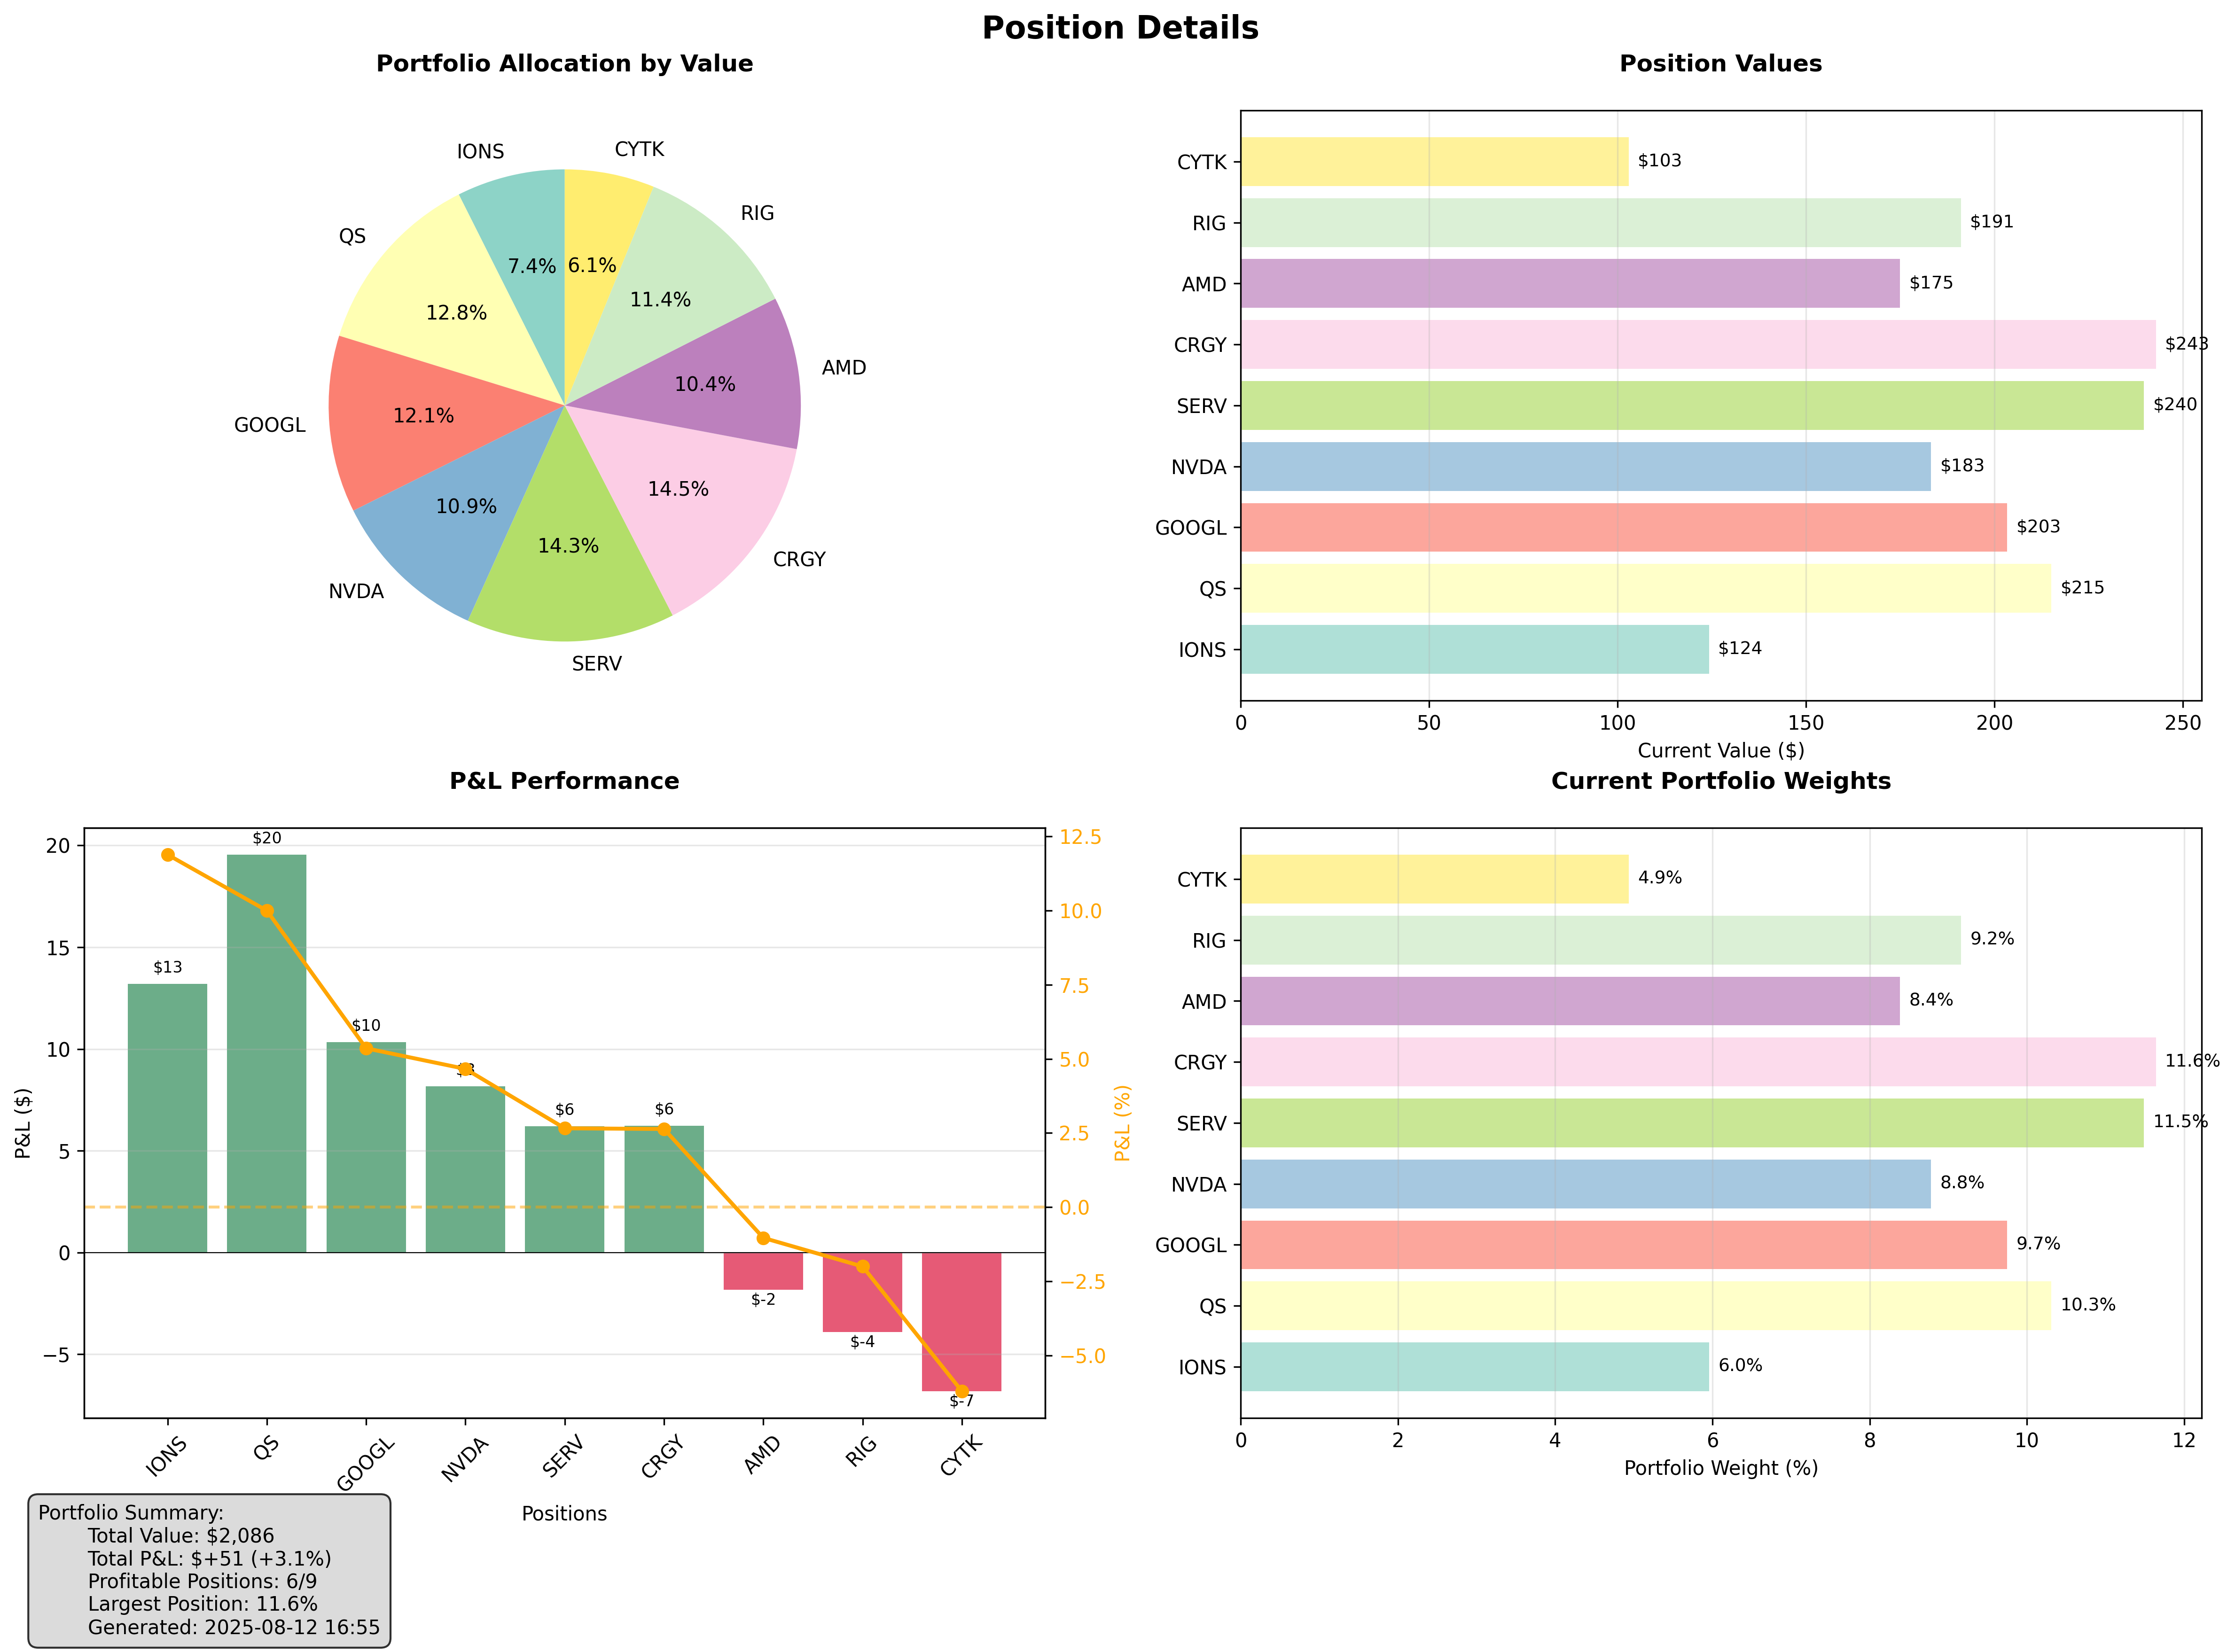 Position Details
Portfolio Allocation by Value
IONS
CYTK
QS
RIG
GOOGL
AMD
NVDA
CRGY
SERV
7.4%
6.1%
12.8%
11.4%
12.1%
10.4%
10.9%
14.5%
14.3%
Position Values
CYTK
$103
RIG
$191
AMD
$175
CRGY
$243
SERV
$240
NVDA
$183
GOOGL
$203
QS
$215
IONS
$124
0 50 100 150 200 250
Current Value ($)
P&L Performance
20
15
10
5
0
−5
P&L ($)
$13
$20
$10
$6
$6
$-2
$-4
$-7
12.5
10.0
7.5
5.0
2.5
0.0
−2.5
−5.0
P&L (%)
IONS QS GOOGL NVDA SERV CRGY AMD RIG CYTK
Positions
Current Portfolio Weights
CYTK
4.9%
RIG
9.2%
AMD
8.4%
CRGY
11.6%
SERV
11.5%
NVDA
8.8%
GOOGL
9.7%
QS
10.3%
IONS
6.0%
0 2 4 6 8 10 12
Portfolio Weight (%)
Portfolio Summary:
Total Value: $2,086
Total P&L: $+51 (+3.1%)
Profitable Positions: 6/9
Largest Position: 11.6%
Generated: 2025-08-12 16:55